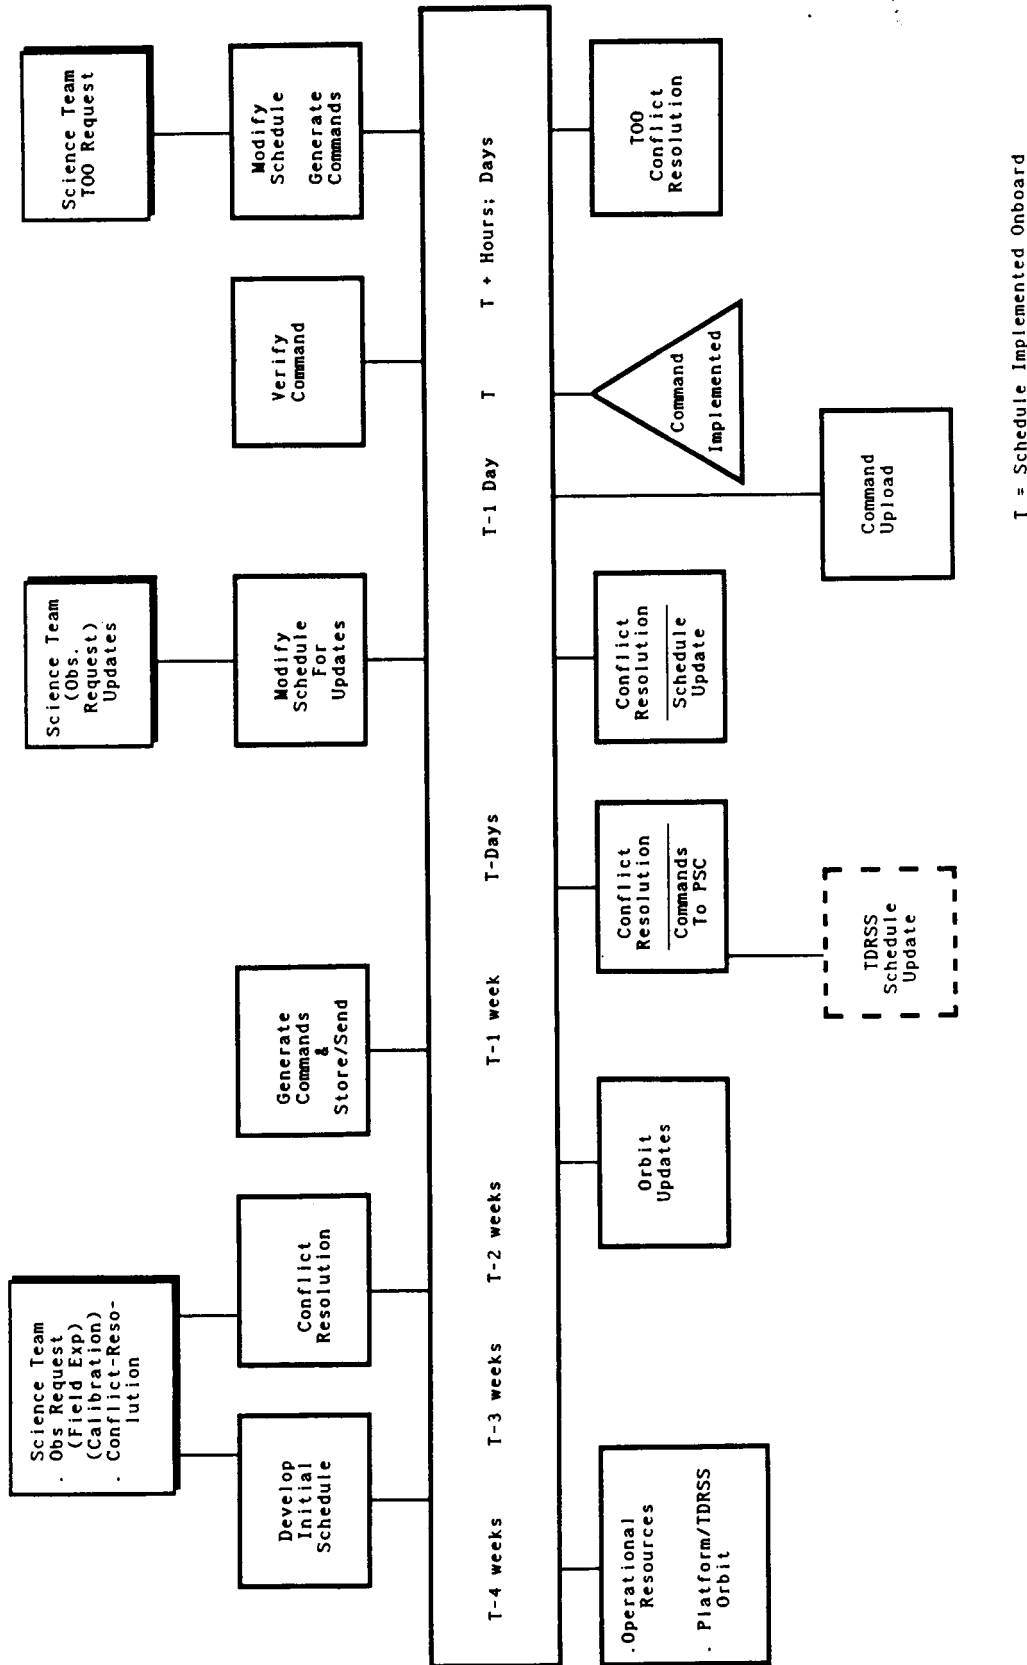 Science Team
. Obs Request
(Field Exp)
(Calibration)
. Conflict-Reso-
lution
Science Team
(Obs.
Request)
Updates
Science Team
TOO Request
Develop
Initial
Schedule
Conflict
Resolution
Generate
Commands
&
Store/Send
Modify
Schedule
For
Updates
Verify
Command
Modify
Schedule
Generate
Commands
T-4 weeks
T-3 weeks
T-2 weeks
T-1 week
T-Days
T-1 Day
T
T + Hours; Days
.Operational
Resources
. Platform/TDRSS
Orbit
Orbit
Updates
Conflict
Resolution
Commands
To PSC
Conflict
Resolution
Schedule
Update
Command
Implemented
TOO
Conflict
Resolution
TDRSS
Schedule
Update
Command
Upload
T = Schedule Implemented Onboard